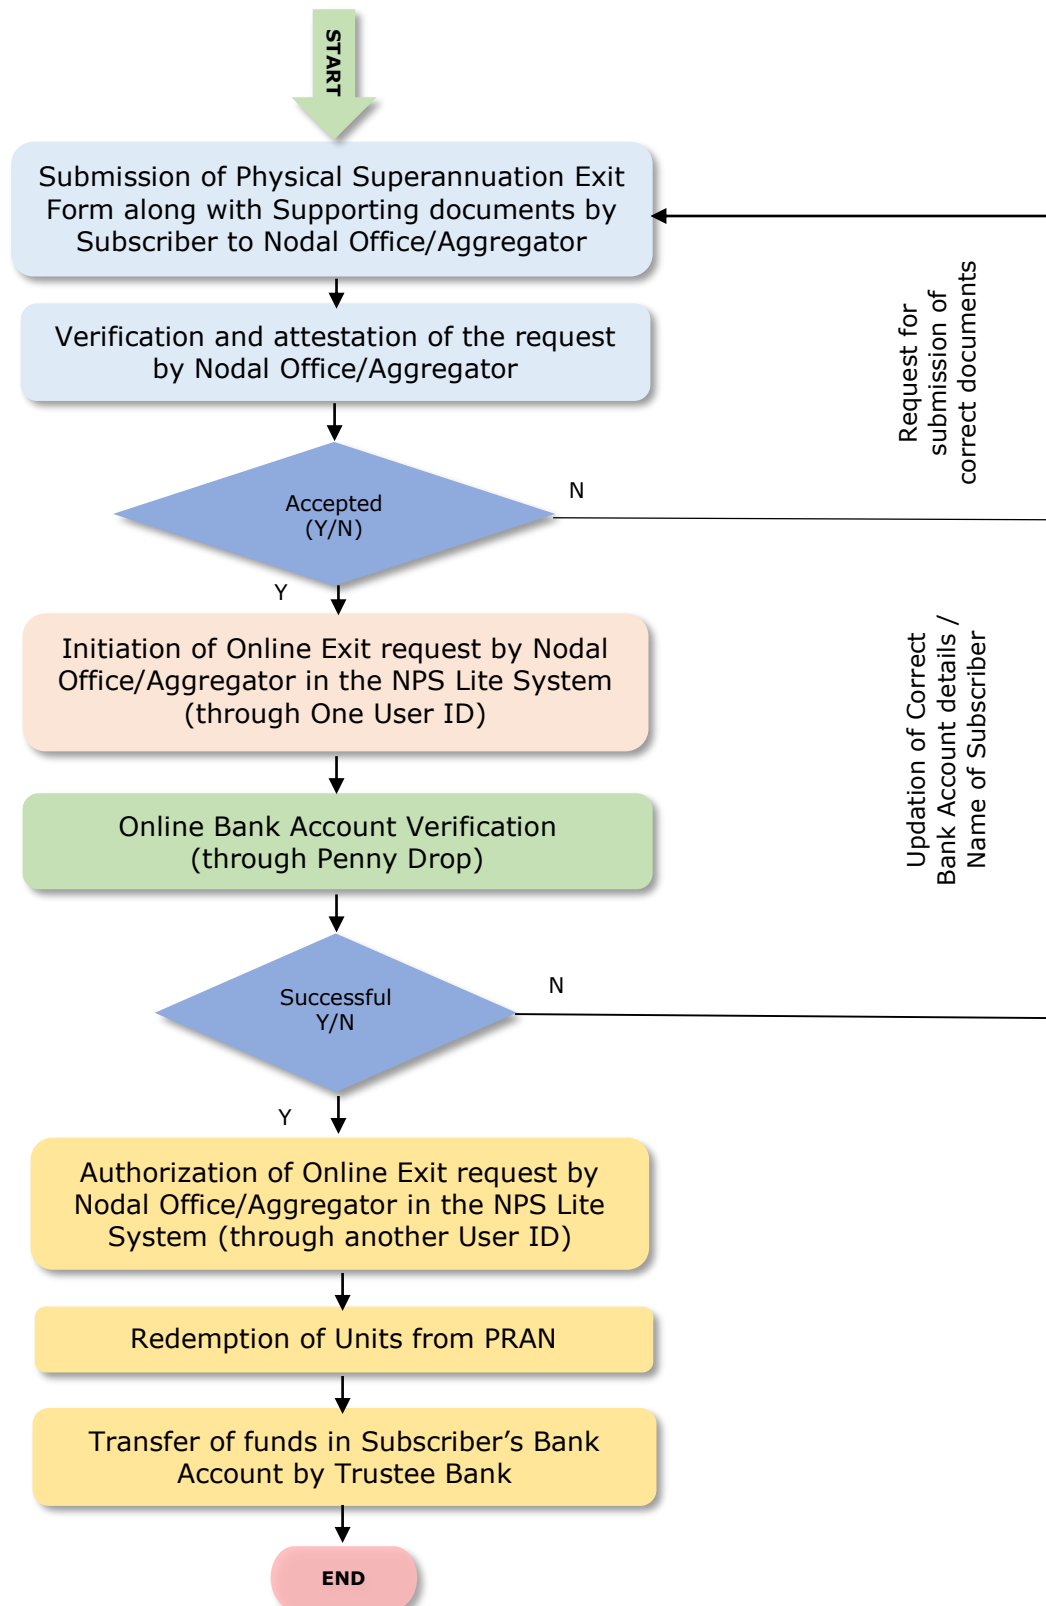 START
Submission of Physical Superannuation Exit
Form along with Supporting documents by
Subscriber to Nodal Office/Aggregator
Request for
submission of
correct documents
Verification and attestation of the request
by Nodal Office/Aggregator
Accepted
(Y/N)
N
Y
Initiation of Online Exit request by Nodal
Office/Aggregator in the NPS Lite System
(through One User ID)
Updation of Correct
Bank Account details /
Name of Subscriber
Online Bank Account Verification
(through Penny Drop)
Successful
Y/N
N
Y
Authorization of Online Exit request by
Nodal Office/Aggregator in the NPS Lite
System (through another User ID)
Redemption of Units from PRAN
Transfer of funds in Subscriber’s Bank
Account by Trustee Bank
END